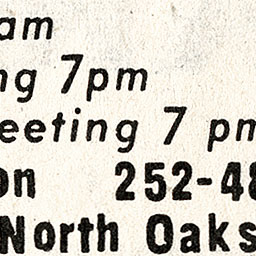 am
ng 7pm
eeting 7 pm
on 252-48
North Oaks